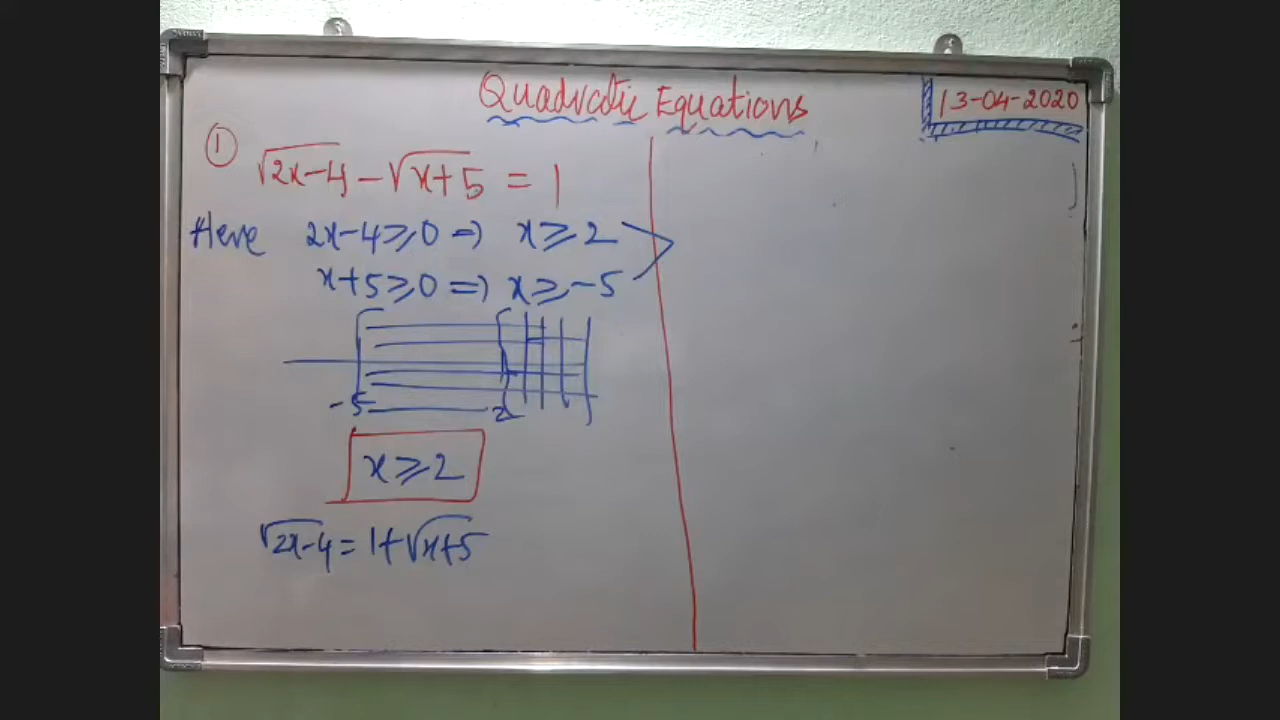 Quadratic Equations
13-04-2020
①
√2x-4 - √x+5 = 1
Here 2x-4≥0 ⇒ x≥2
x+5≥0 ⇒ x≥-5
-5 2
x≥2
√2x-4 = 1+√x+5